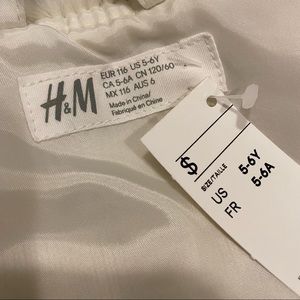 H&M
EUR 116 US 5-6Y
CA 5-6A CN 120/60
MX 116 AUS 6
Made in China/
Fabriqué en Chine
$
SIZE/TAILLE
US 5-6Y
FR 5-6A